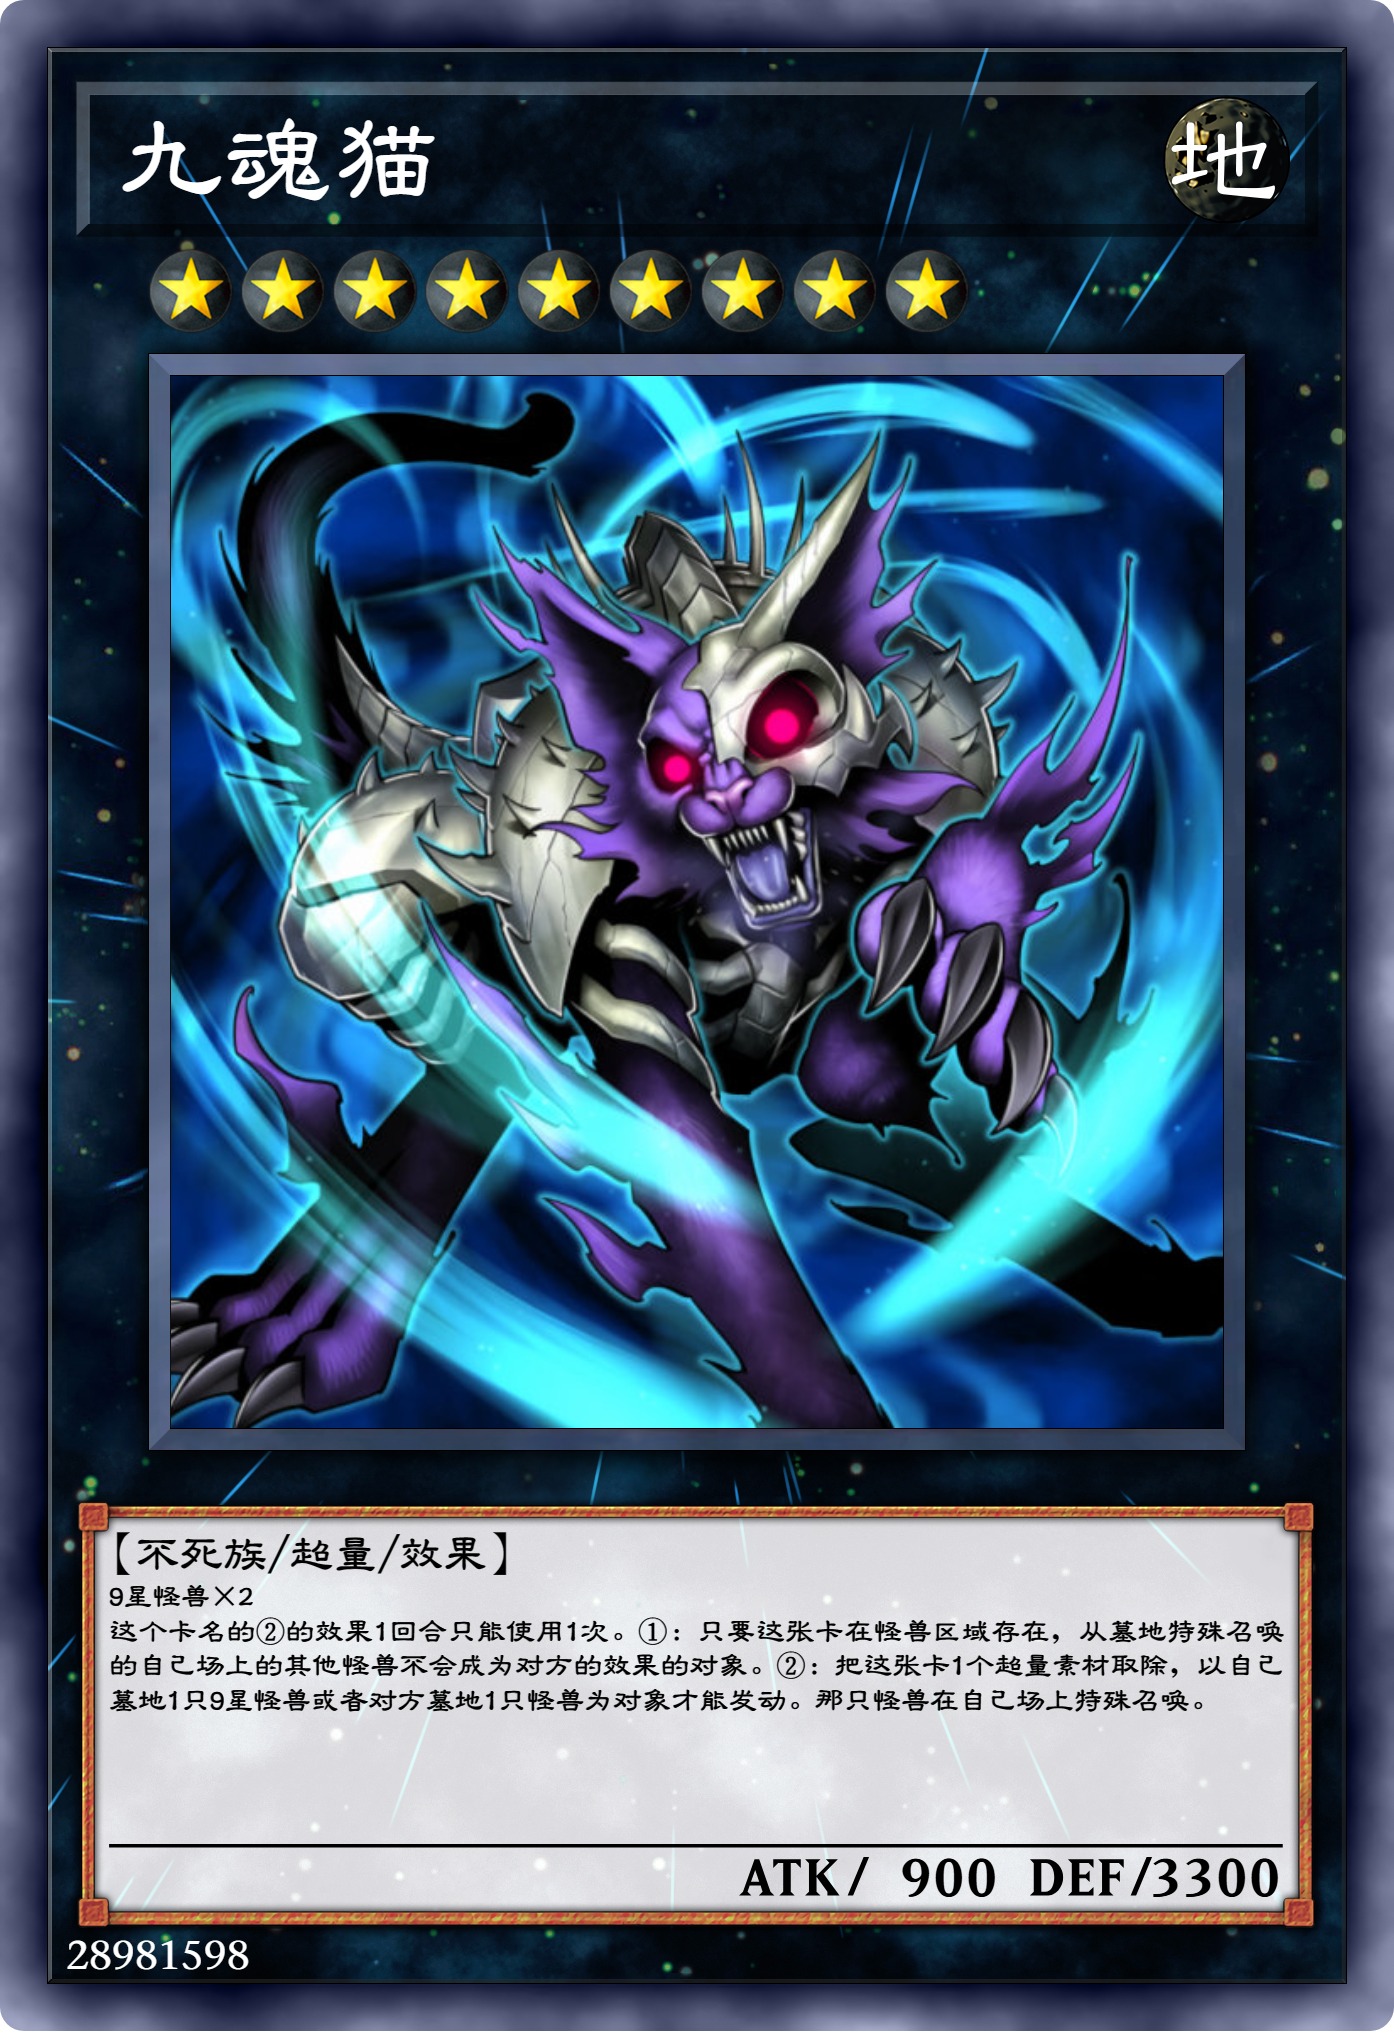 九魂猫
地
【不死族/超量/效果】
9星怪兽×2
这个卡名的②的效果1回合只能使用1次。①：只要这张卡在怪兽区域存在，从墓地特殊召唤
的自己场上的其他怪兽不会成为对方的效果的对象。②：把这张卡1个超量素材取除，以自己
墓地1只9星怪兽或者对方墓地1只怪兽为对象才能发动。那只怪兽在自己场上特殊召唤。
ATK/ 900 DEF/3300
28981598